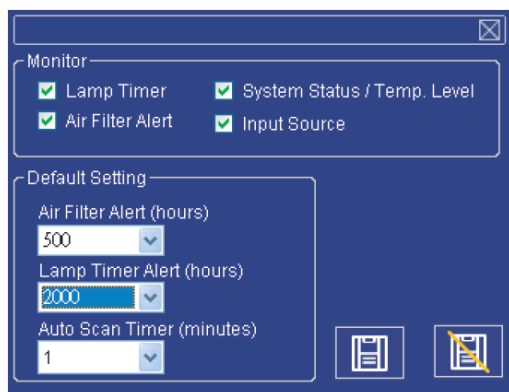 Monitor
Lamp Timer
System Status / Temp. Level
Air Filter Alert
Input Source
Default Setting
Air Filter Alert (hours)
500
Lamp Timer Alert (hours)
2000
Auto Scan Timer (minutes)
1